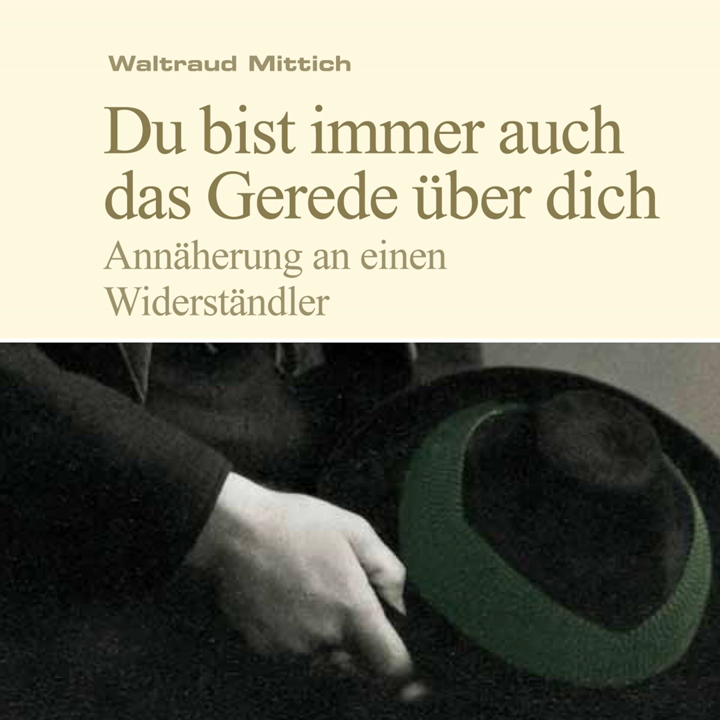 Waltraud Mittich
Du bist immer auch
das Gerede über dich
Annäherung an einen
Widerständler